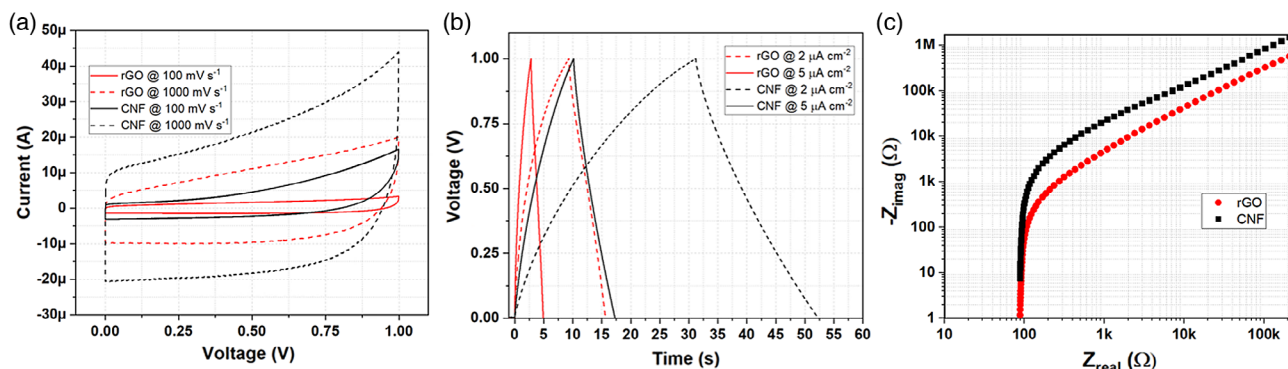 (a)
50µ
40µ
30µ
20µ
10µ
0
-10µ
-20µ
-30µ
Current (A)
rGO @ 100 mV s⁻¹
rGO @ 1000 mV s⁻¹
CNF @ 100 mV s⁻¹
CNF @ 1000 mV s⁻¹
0.00 0.25 0.50 0.75 1.00
Voltage (V)
(b)
1.00
0.75
0.50
0.25
0.00
Voltage (V)
rGO @ 2 µA cm⁻²
rGO @ 5 µA cm⁻²
CNF @ 2 µA cm⁻²
CNF @ 5 µA cm⁻²
0 5 10 15 20 25 30 35 40 45 50 55 60
Time (s)
(c)
1M
100k
10k
1k
100
10
1
-Zimag (Ω)
rGO
CNF
10 100 1k 10k 100k
Zreal (Ω)